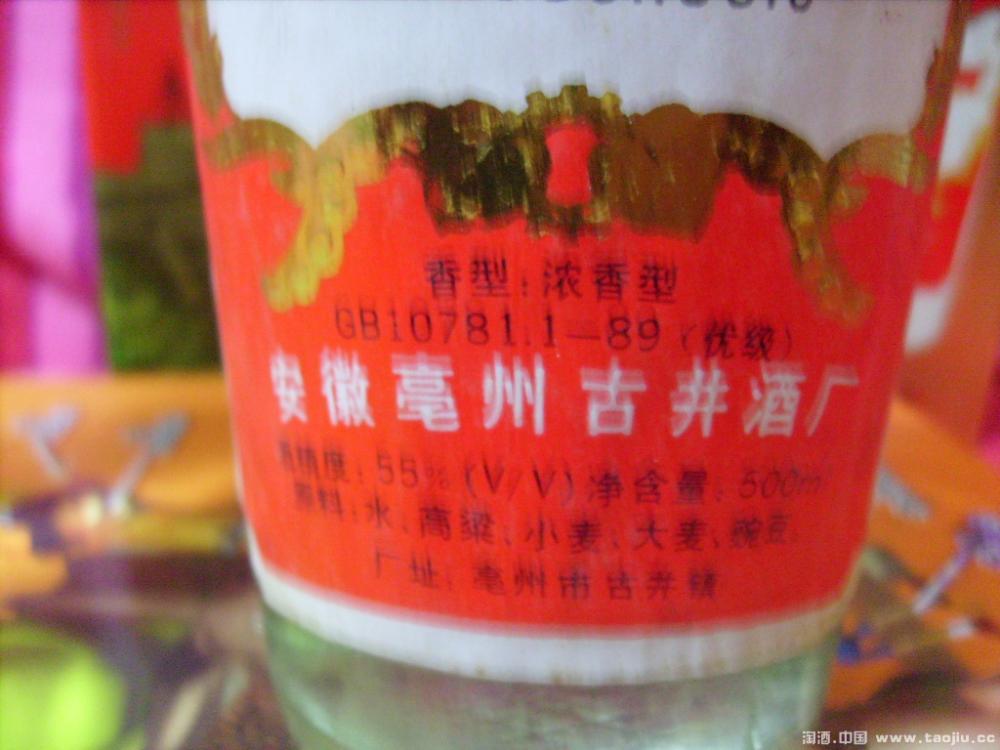 香型：浓香型
GB10781.1—89（优级）
安徽亳州古井酒厂
酒精度：55%(V/V)净含量：500ml
原料：水、高粱、小麦、大麦、豌豆
厂址：亳州市古井镇
淘酒.中国 www.taojiu.cc